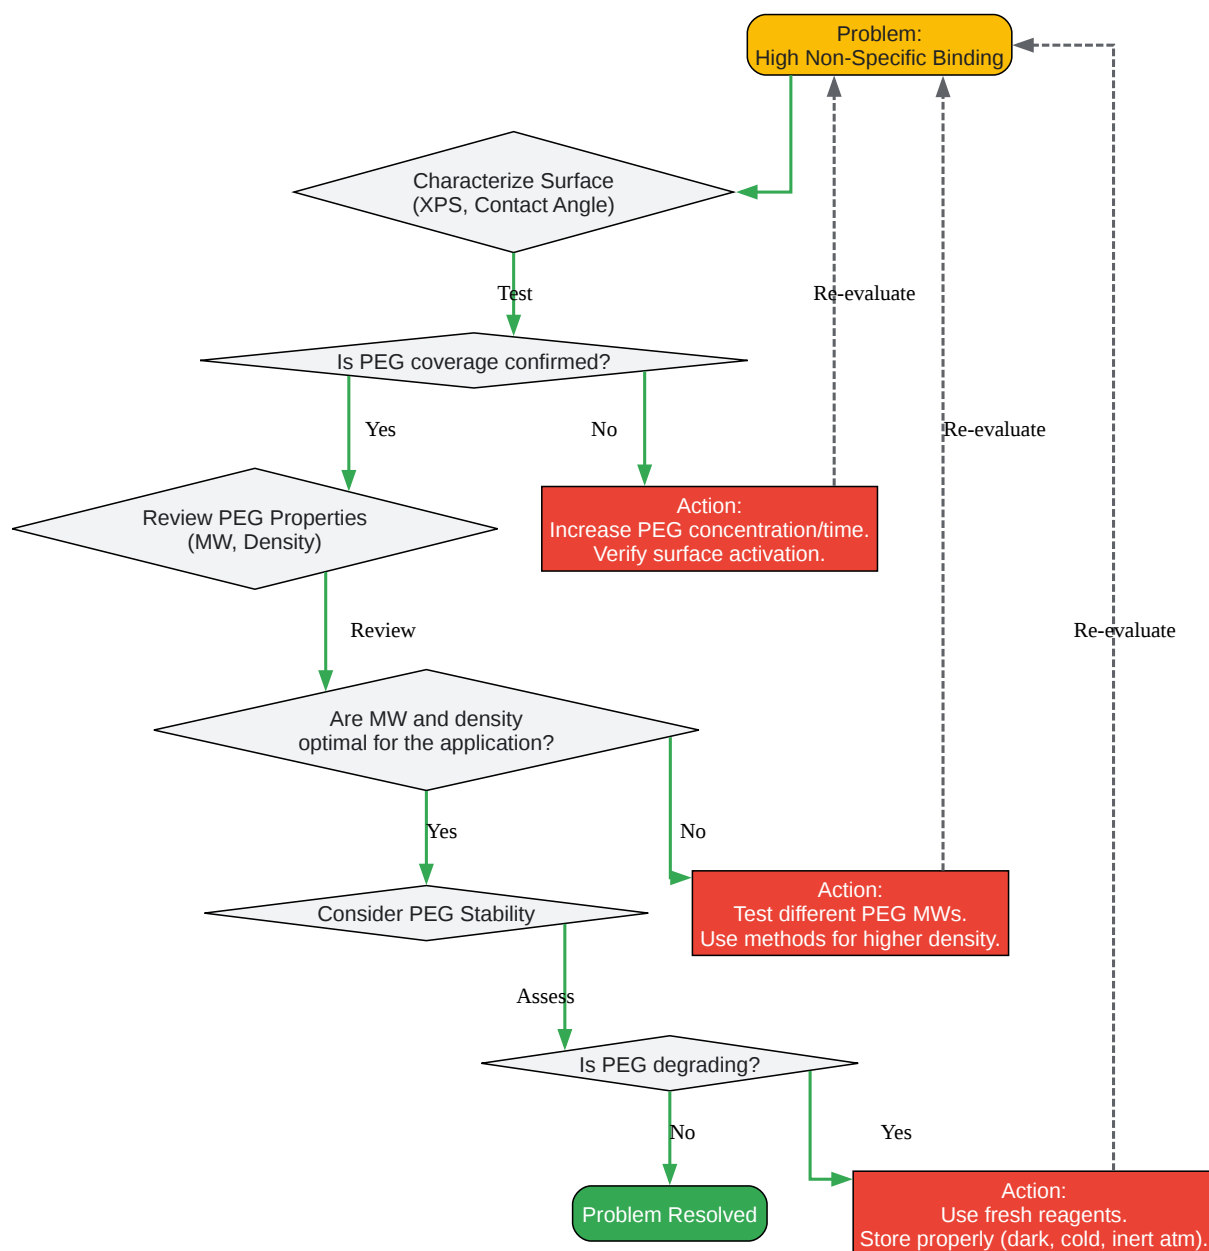 Problem:
High Non-Specific Binding
Characterize Surface
(XPS, Contact Angle)
Test
Re-evaluate
Is PEG coverage confirmed?
Yes
No
Re-evaluate
Review PEG Properties
(MW, Density)
Action:
Increase PEG concentration/time.
Verify surface activation.
Review
Re-evaluate
Are MW and density
optimal for the application?
Yes
No
Action:
Test different PEG MWs.
Use methods for higher density.
Consider PEG Stability
Assess
Is PEG degrading?
No
Yes
Problem Resolved
Action:
Use fresh reagents.
Store properly (dark, cold, inert atm).